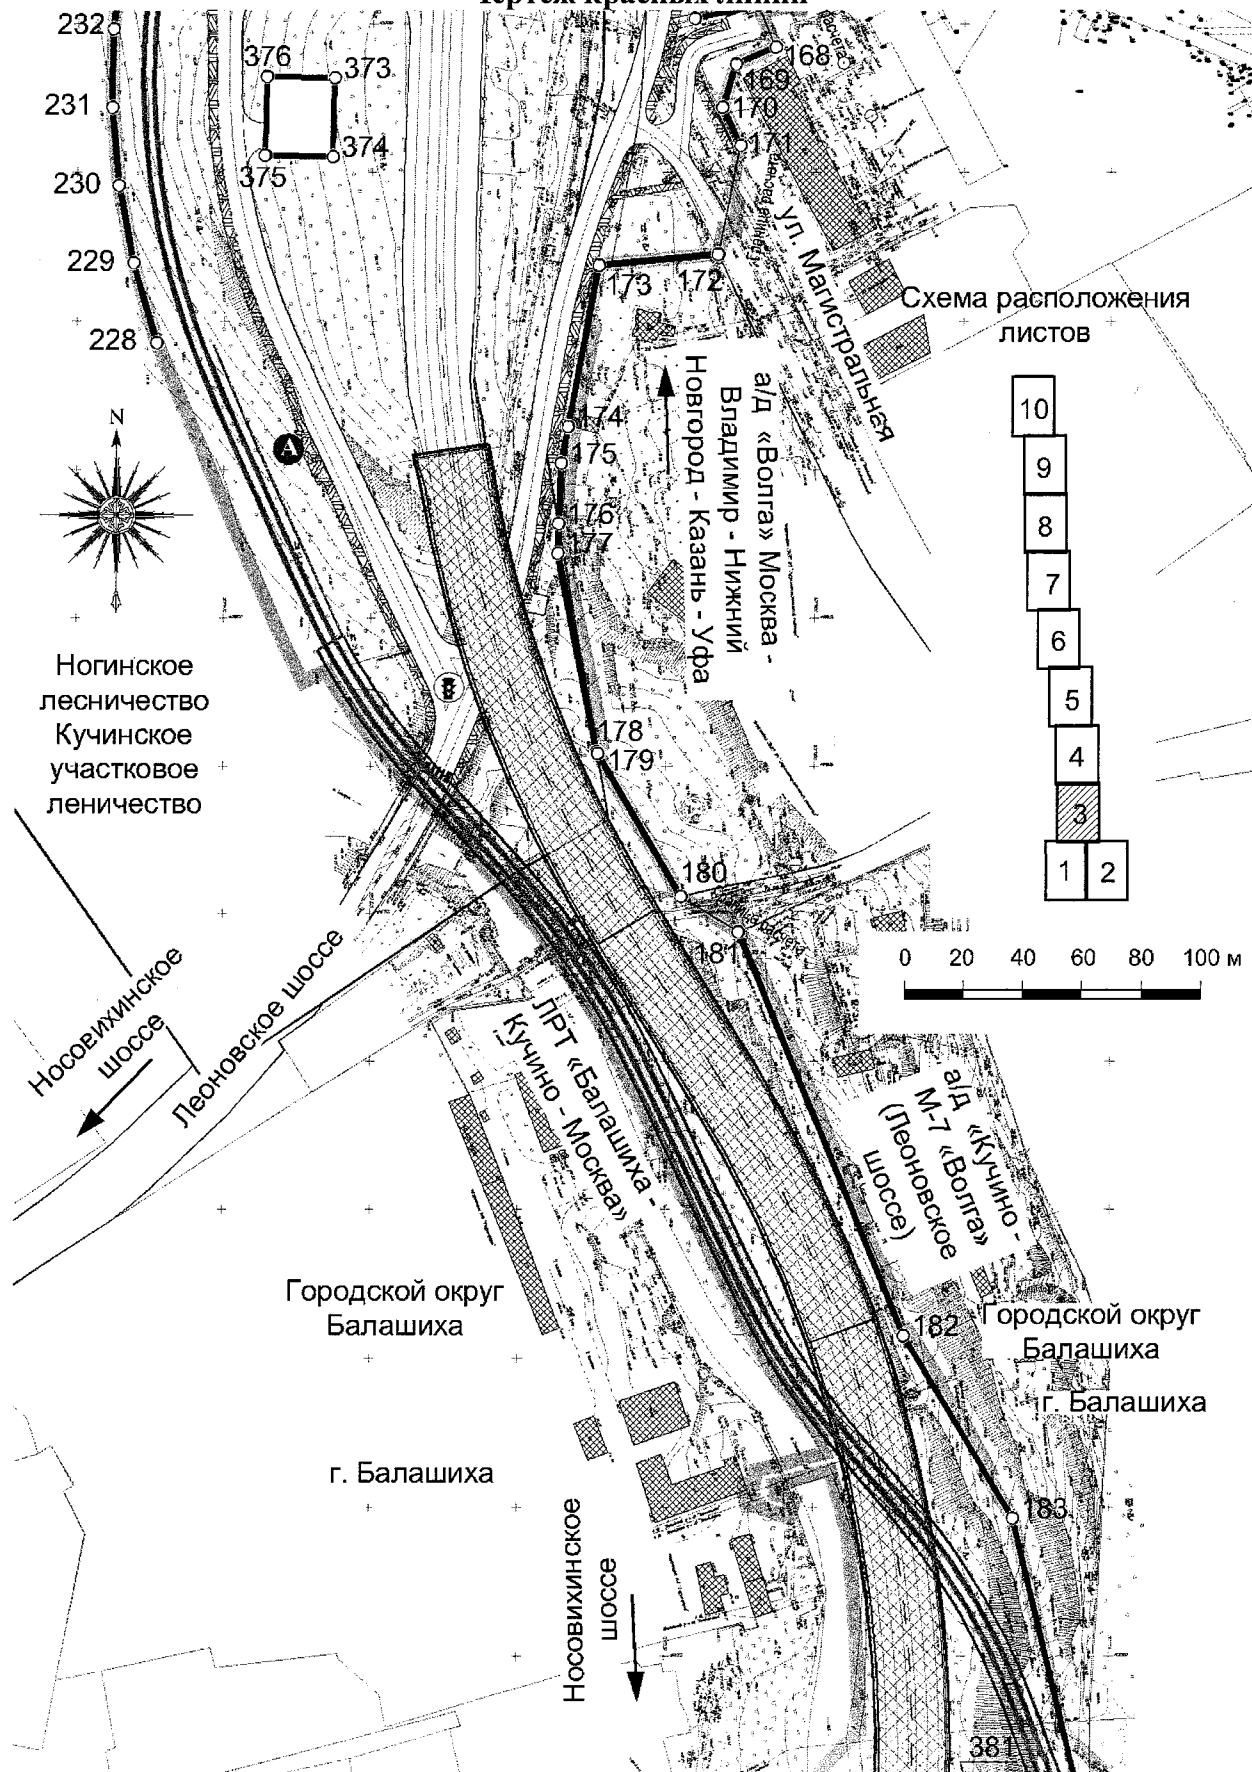 Чертеж красных линий
232
231
230
229
228
376
373
374
375
168
169
170
171
172
173
174
175
176
177
178
179
180
181
182
183
381
ул. Магистральная
Схема расположения
листов
10
9
8
7
6
5
4
3
1
2
0 20 40 60 80 100 м
N
A
а/д «Волга» Москва -
Владимир - Нижний
Новгород - Казань - Уфа
Ногинское
лесничество
Кучинское
участковое
леничество
Носовихинское
шоссе
Леоновское шоссе
ЛРТ «Балашиха -
Кучино - Москва»
а/д «Кучино -
М-7 «Волга»
(Леоновское
шоссе)
Городской округ
Балашиха
Городской округ
Балашиха
г. Балашиха
г. Балашиха
Носовихинское
шоссе